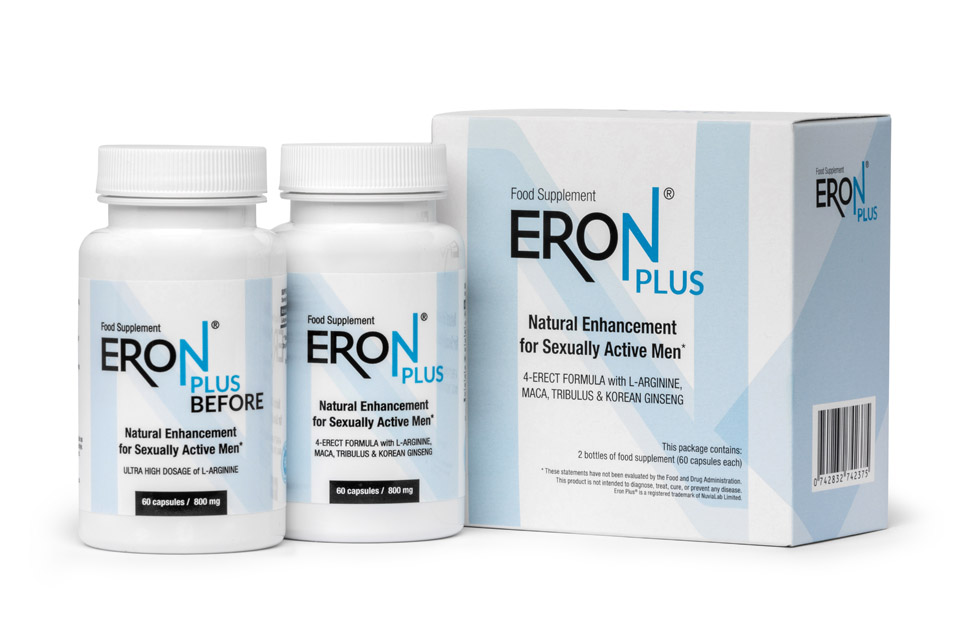 Food Supplement
ERON®
PLUS
BEFORE
Natural Enhancement
for Sexually Active Men*
ULTRA HIGH DOSAGE of L-ARGININE
60 capsules / 800 mg
Food Supplement
ERON®
PLUS
Natural Enhancement
for Sexually Active Men*
4-ERECT FORMULA with L-ARGININE,
MACA, TRIBULUS & KOREAN GINSENG
60 capsules / 800 mg
Food Supplement
ERON®
PLUS
Natural Enhancement
for Sexually Active Men*
4-ERECT FORMULA with L-ARGININE,
MACA, TRIBULUS & KOREAN GINSENG
This package contains:
2 bottles of food supplement (60 capsules each)
* These statements have not been evaluated by the Food and Drug Administration.
This product is not intended to diagnose, treat, cure, or prevent any disease.
Eron Plus® is a registered trademark of NuviaLab Limited.
Food Supplement
ERON®
PLUS
0 742832 742375